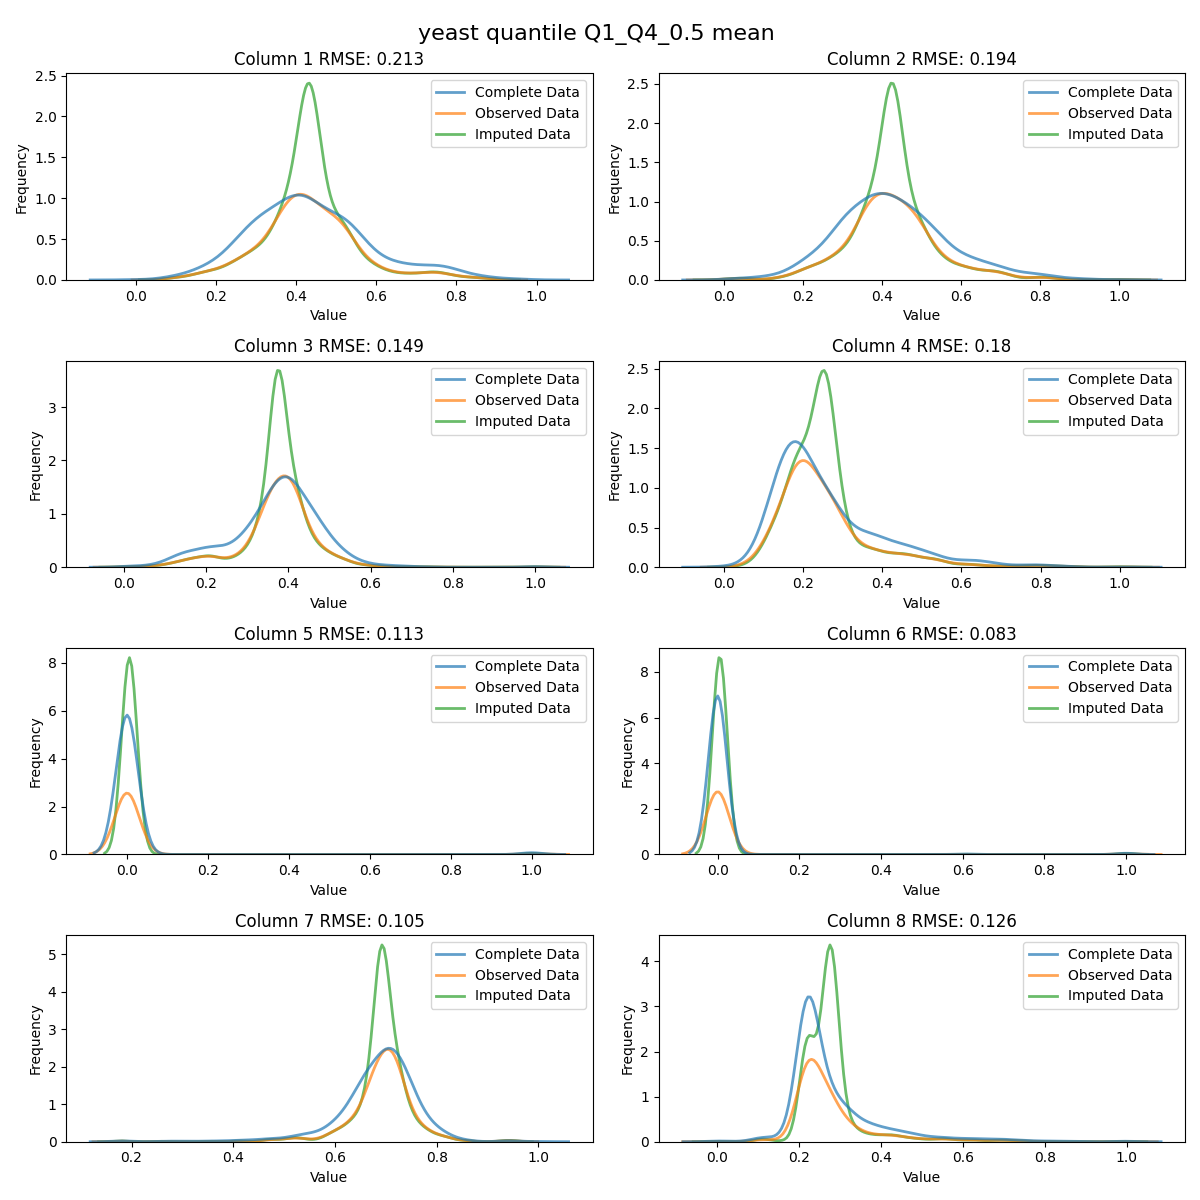 yeast quantile Q1_Q4_0.5 mean
Column 1 RMSE: 0.213
Frequency
2.5
2.0
1.5
1.0
0.5
0.0
Complete Data
Observed Data
Imputed Data
0.0 0.2 0.4 0.6 0.8 1.0
Value
Column 2 RMSE: 0.194
Frequency
2.5
2.0
1.5
1.0
0.5
0.0
Complete Data
Observed Data
Imputed Data
0.0 0.2 0.4 0.6 0.8 1.0
Value
Column 3 RMSE: 0.149
Frequency
3
2
1
0
Complete Data
Observed Data
Imputed Data
0.0 0.2 0.4 0.6 0.8 1.0
Value
Column 4 RMSE: 0.18
Frequency
2.5
2.0
1.5
1.0
0.5
0.0
Complete Data
Observed Data
Imputed Data
0.0 0.2 0.4 0.6 0.8 1.0
Value
Column 5 RMSE: 0.113
Frequency
8
6
4
2
0
Complete Data
Observed Data
Imputed Data
0.0 0.2 0.4 0.6 0.8 1.0
Value
Column 6 RMSE: 0.083
Frequency
8
6
4
2
0
Complete Data
Observed Data
Imputed Data
0.0 0.2 0.4 0.6 0.8 1.0
Value
Column 7 RMSE: 0.105
Frequency
5
4
3
2
1
0
Complete Data
Observed Data
Imputed Data
0.2 0.4 0.6 0.8 1.0
Value
Column 8 RMSE: 0.126
Frequency
4
3
2
1
0
Complete Data
Observed Data
Imputed Data
0.0 0.2 0.4 0.6 0.8 1.0
Value